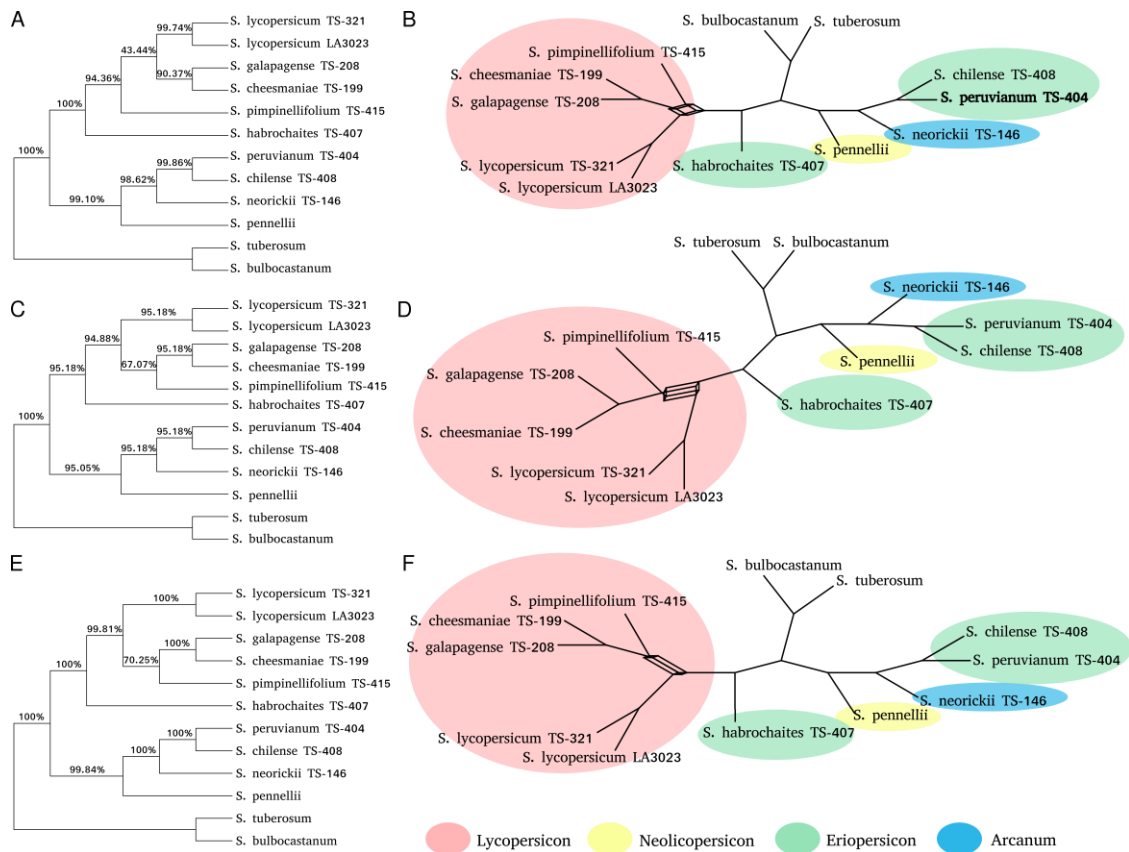 A
99.74%
S. lycopersicum TS-321
S. lycopersicum LA3023
43.44%
S. galapagense TS-208
90.37%
S. cheesmaniae TS-199
94.36%
S. pimpinellifolium TS-415
100%
S. habrochaites TS-407
100%
S. peruvianum TS-404
99.86%
S. chilense TS-408
98.62%
S. neorickii TS-146
99.10%
S. pennellii
S. tuberosum
S. bulbocastanum
B
S. bulbocastanum
S. tuberosum
S. pimpinellifolium TS-415
S. cheesmaniae TS-199
S. galapagense TS-208
S. chilense TS-408
S. peruvianum TS-404
S. neorickii TS-146
S. pennellii
S. habrochaites TS-407
S. lycopersicum TS-321
S. lycopersicum LA3023
C
95.18%
S. lycopersicum TS-321
S. lycopersicum LA3023
94.88%
95.18%
S. galapagense TS-208
S. cheesmaniae TS-199
67.07%
S. pimpinellifolium TS-415
95.18%
S. habrochaites TS-407
100%
S. peruvianum TS-404
95.18%
S. chilense TS-408
95.18%
S. neorickii TS-146
95.05%
S. pennellii
S. tuberosum
S. bulbocastanum
D
S. tuberosum
S. bulbocastanum
S. neorickii TS-146
S. peruvianum TS-404
S. chilense TS-408
S. pimpinellifolium TS-415
S. pennellii
S. galapagense TS-208
S. habrochaites TS-407
S. cheesmaniae TS-199
S. lycopersicum TS-321
S. lycopersicum LA3023
E
100%
S. lycopersicum TS-321
S. lycopersicum LA3023
99.81%
100%
S. galapagense TS-208
S. cheesmaniae TS-199
70.25%
S. pimpinellifolium TS-415
100%
S. habrochaites TS-407
100%
S. peruvianum TS-404
100%
S. chilense TS-408
100%
S. neorickii TS-146
99.84%
S. pennellii
S. tuberosum
S. bulbocastanum
F
S. bulbocastanum
S. tuberosum
S. pimpinellifolium TS-415
S. cheesmaniae TS-199
S. galapagense TS-208
S. chilense TS-408
S. peruvianum TS-404
S. neorickii TS-146
S. pennellii
S. habrochaites TS-407
S. lycopersicum TS-321
S. lycopersicum LA3023
Lycopersicon
Neolicopersicon
Eriopersicon
Arcanum